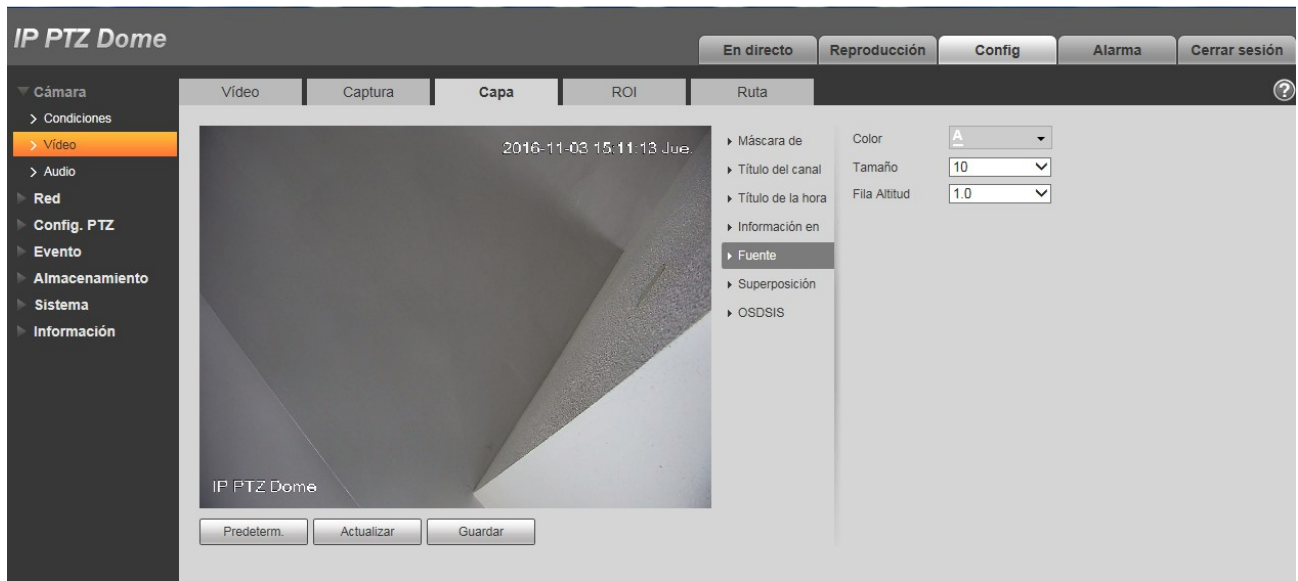 IP PTZ Dome
En directo
Reproducción
Config
Alarma
Cerrar sesión
Cámara
Condiciones
Vídeo
Audio
Red
Config. PTZ
Evento
Almacenamiento
Sistema
Información
Vídeo
Captura
Capa
ROI
Ruta
?
2016-11-03 15:11:13 Jue.
IP PTZ Dome
Máscara de
Título del canal
Título de la hora
Información en
Fuente
Superposición
OSDSIS
Color
A
Tamaño
10
Fila Altitud
1.0
Predeterm.
Actualizar
Guardar